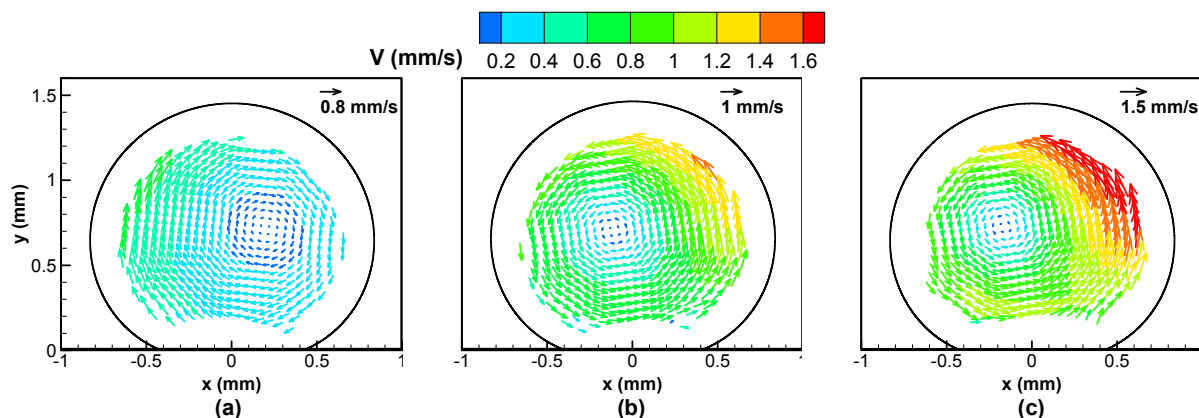 V (mm/s)
0.2 0.4 0.6 0.8 1 1.2 1.4 1.6
0.8 mm/s
1 mm/s
1.5 mm/s
y (mm)
1.5
1
0.5
0
-1 -0.5 0 0.5 1
x (mm)
(a)
-1 -0.5 0 0.5 1
x (mm)
(b)
-1 -0.5 0 0.5
x (mm)
(c)